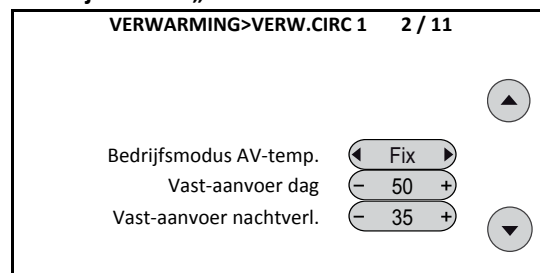 VERWARMING>VERW.CIRC 1 2 / 11
Bedrijfsmodus AV-temp. Fix
Vast-aanvoer dag - 50 +
Vast-aanvoer nachtverl. - 35 +